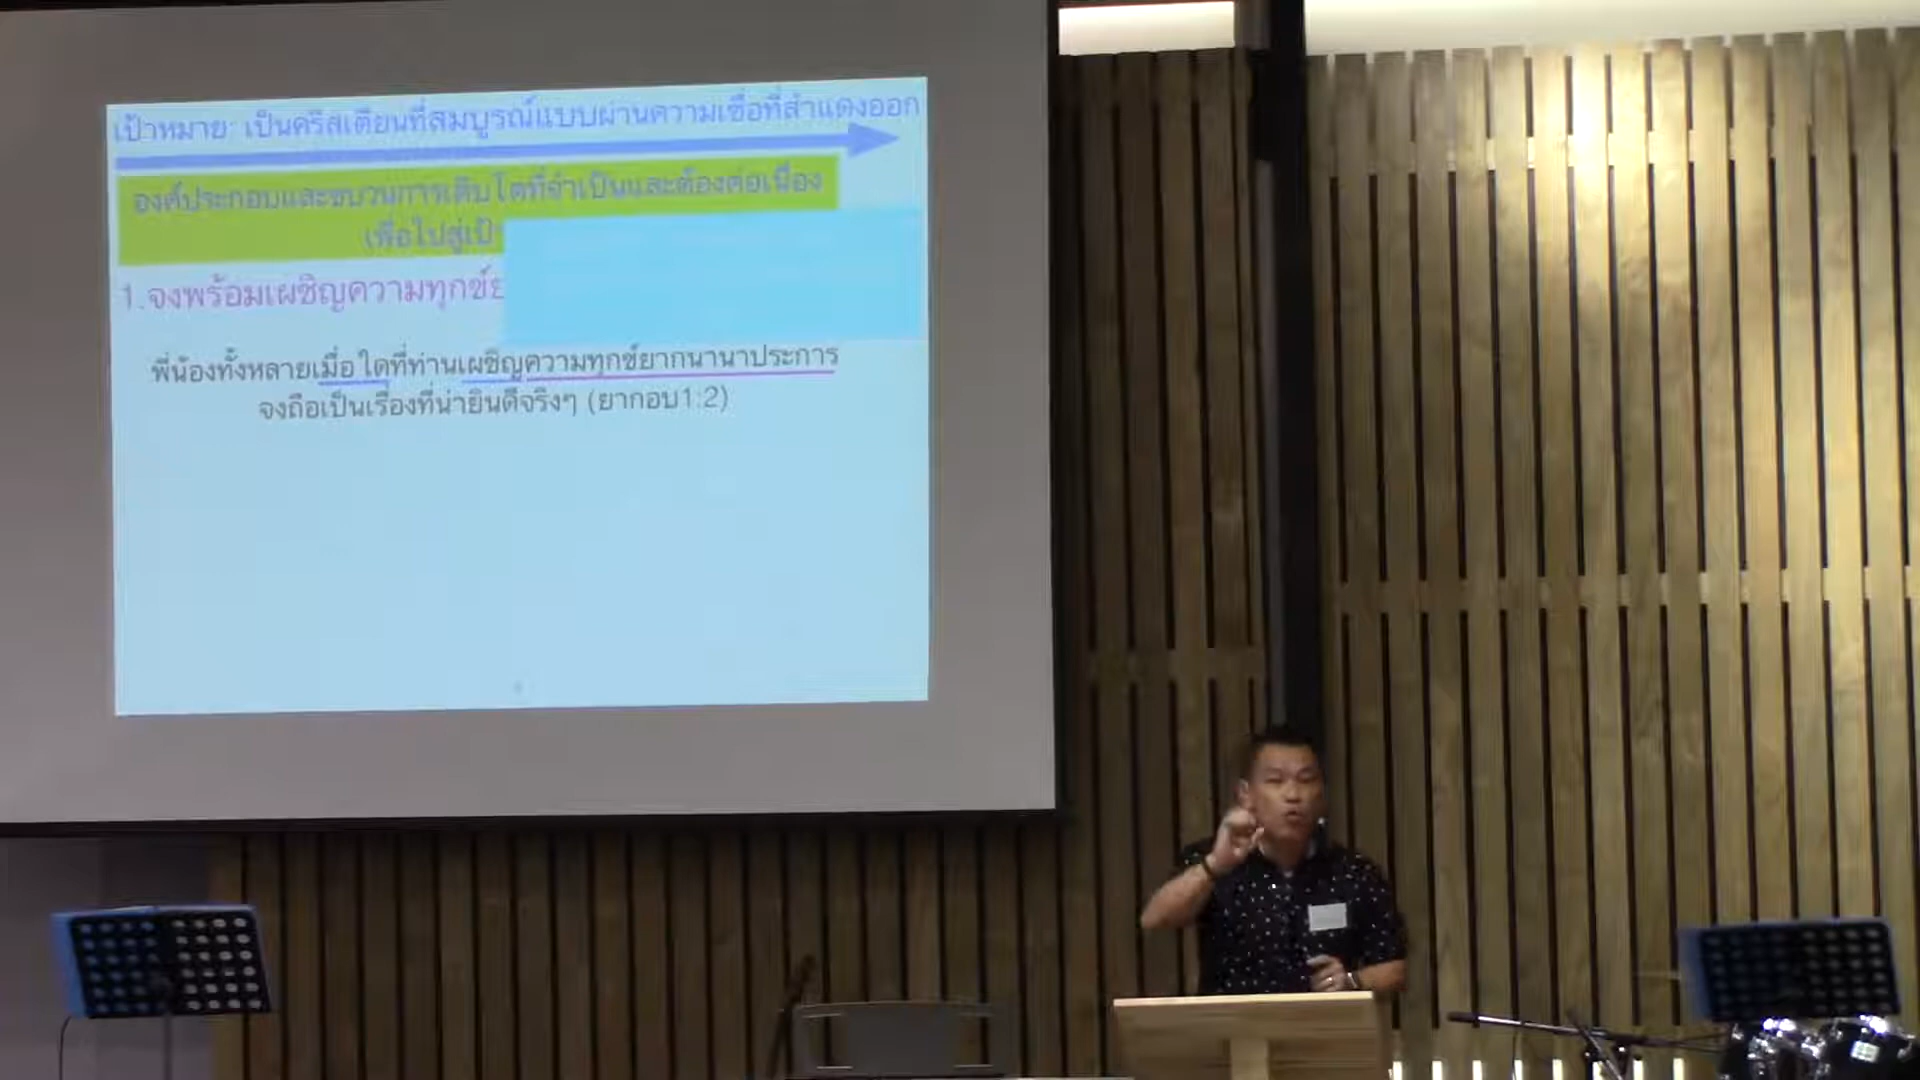 เป้าหมาย: เป็นคริสเตียนที่สมบูรณ์แบบผ่านความเชื่อที่สำแดงออก
องค์ประกอบและขบวนการเติบโตที่จำเป็นและต้องต่อเนื่อง
เพื่อไปสู่เป้
1.จงพร้อมเผชิญความทุกข์ย
พี่น้องทั้งหลายเมื่อใดที่ท่านเผชิญความทุกข์ยากนานาประการ
จงถือเป็นเรื่องที่น่ายินดีจริงๆ (ยากอบ1:2)